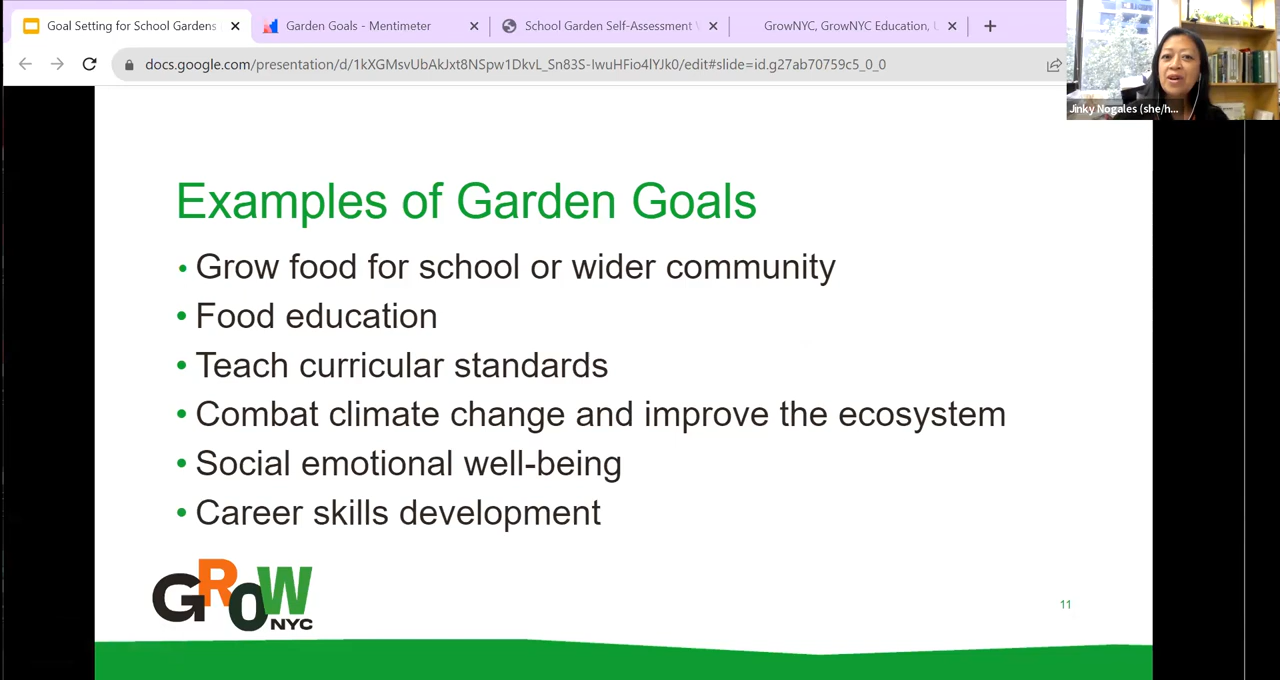 Goal Setting for School Gardens
Garden Goals - Mentimeter
School Garden Self-Assessment
GrowNYC, GrowNYC Education,
docs.google.com/presentation/d/1kXGMsvUbAkJxt8NSpw1DkvL_Sn83S-IwuHFio4lYJk0/edit#slide=id.g27ab70759c5_0_0
Jinky Nogales (she/h...
Examples of Garden Goals
• Grow food for school or wider community
• Food education
• Teach curricular standards
• Combat climate change and improve the ecosystem
• Social emotional well-being
• Career skills development
GROW
NYC
11